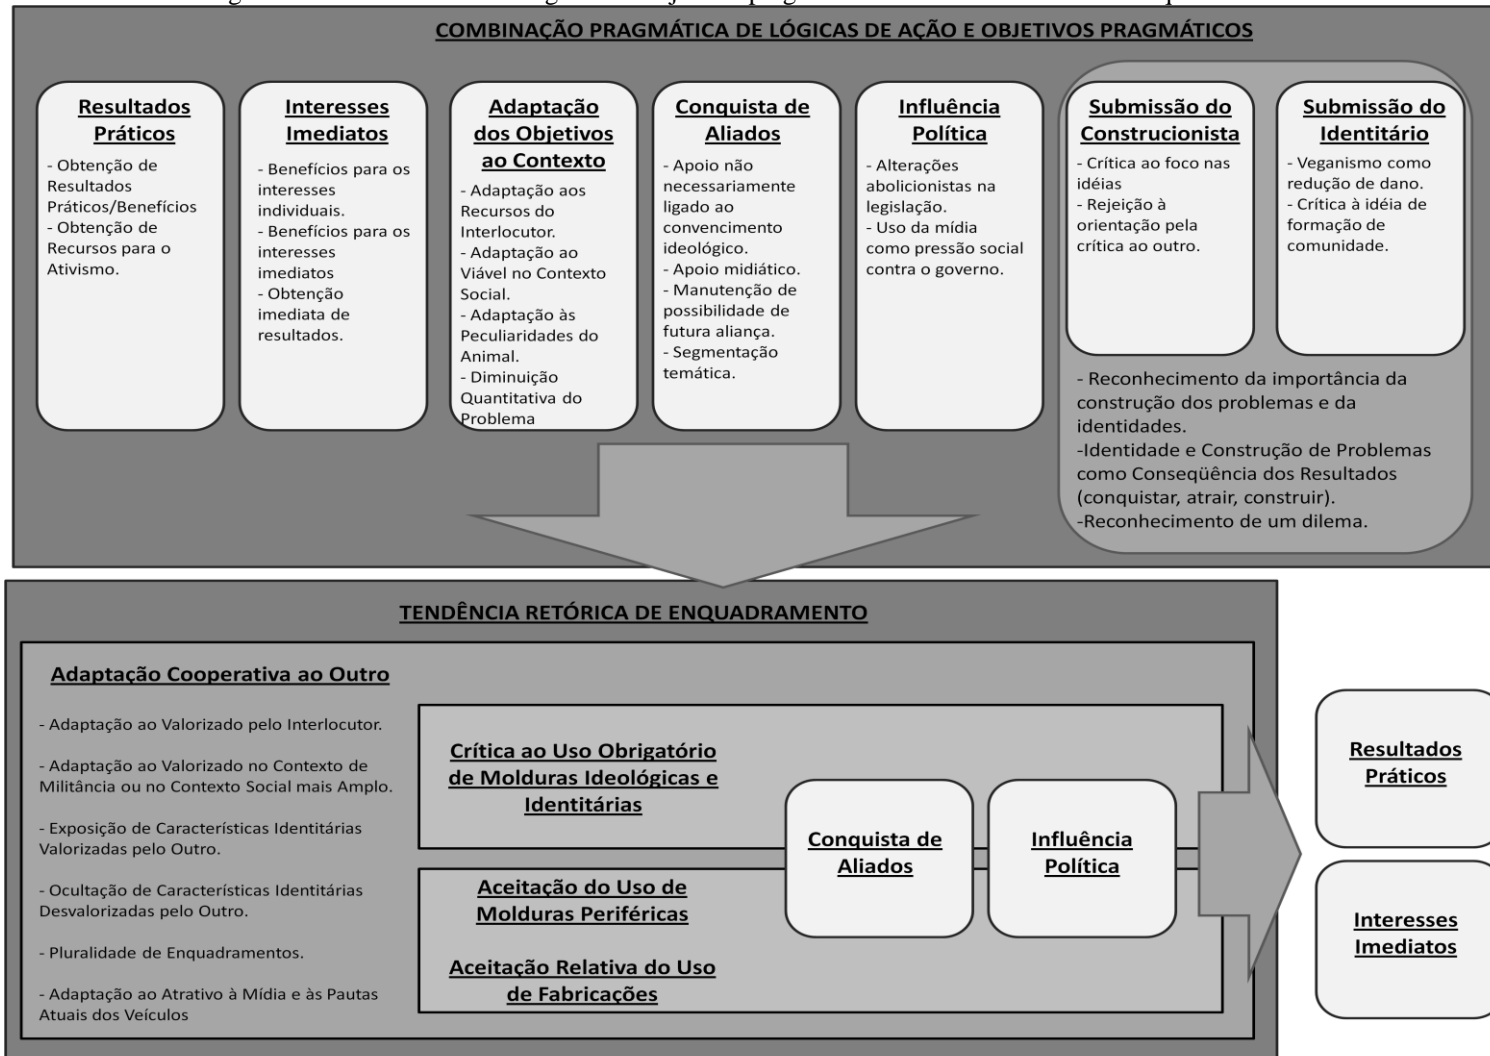 COMBINAÇÃO PRAGMÁTICA DE LÓGICAS DE AÇÃO E OBJETIVOS PRAGMÁTICOS
Resultados
Práticos
- Obtenção de
Resultados
Práticos/Benefícios
- Obtenção de
Recursos para o
Ativismo.
Interesses
Imediatos
- Benefícios para os
interesses
individuais.
- Benefícios para os
interesses
imediatos
- Obtenção
imediata de
resultados.
Adaptação
dos Objetivos
ao Contexto
- Adaptação aos
Recursos do
Interlocutor.
- Adaptação ao
Viável no Contexto
Social.
- Adaptação às
Peculiaridades do
Animal.
- Diminuição
Quantitativa do
Problema
Conquista de
Aliados
- Apoio não
necessariamente
ligado ao
convencimento
ideológico.
- Apoio midiático.
- Manutenção de
possibilidade de
futura aliança.
- Segmentação
temática.
Influência
Política
- Alterações
abolicionistas na
legislação.
- Uso da mídia
como pressão social
contra o governo.
Submissão do
Construcionista
- Crítica ao foco nas
idéias
- Rejeição à
orientação pela
crítica ao outro.
Submissão do
Identitário
- Veganismo como
redução de dano.
- Crítica à idéia de
formação de
comunidade.
- Reconhecimento da importância da
construção dos problemas e da
identidades.
-Identidade e Construção de Problemas
como Conseqüência dos Resultados
(conquistar, atrair, construir).
-Reconhecimento de um dilema.
TENDÊNCIA RETÓRICA DE ENQUADRAMENTO
Adaptação Cooperativa ao Outro
- Adaptação ao Valorizado pelo Interlocutor.
- Adaptação ao Valorizado no Contexto de
Militância ou no Contexto Social mais Amplo.
- Exposição de Características Identitárias
Valorizadas pelo Outro.
- Ocultação de Características Identitárias
Desvalorizadas pelo Outro.
- Pluralidade de Enquadramentos.
- Adaptação ao Atrativo à Mídia e às Pautas
Atuais dos Veículos
Crítica ao Uso Obrigatório
de Molduras Ideológicas e
Identitárias
Aceitação do Uso de
Molduras Periféricas
Aceitação Relativa do Uso
de Fabricações
Conquista de
Aliados
Influência
Política
Resultados
Práticos
Interesses
Imediatos